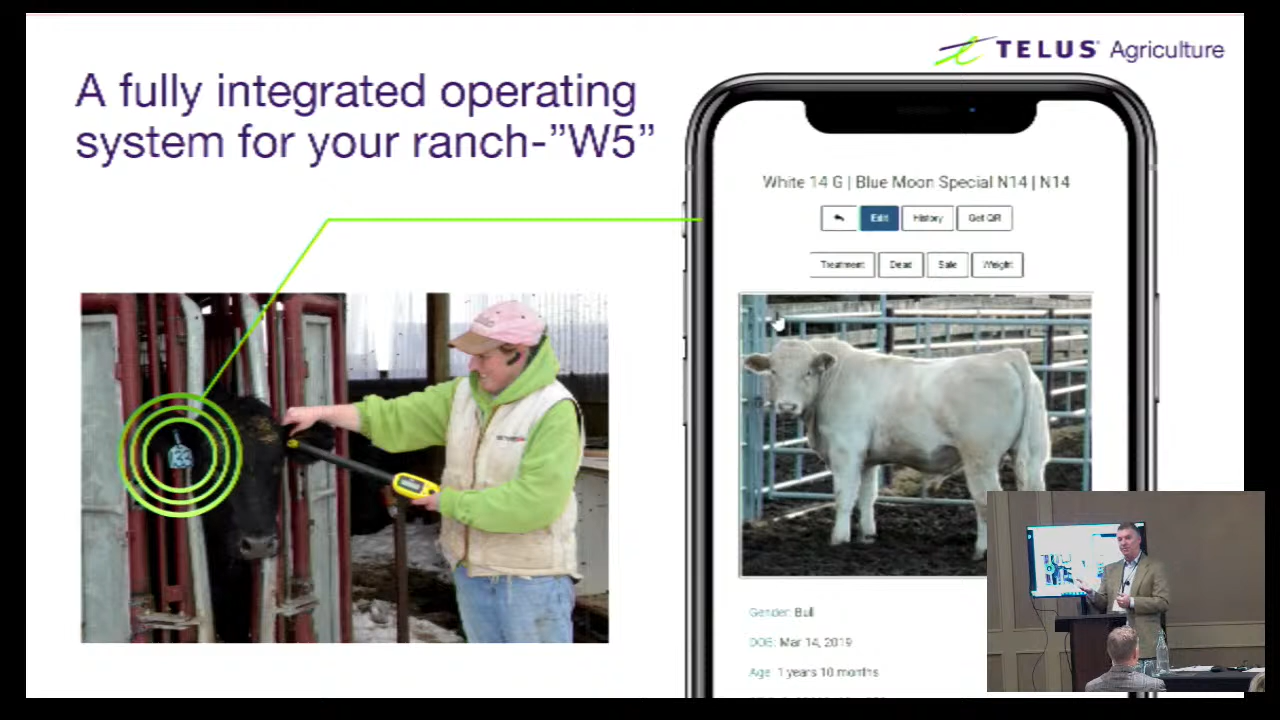 TELUS® Agriculture
A fully integrated operating
system for your ranch-”W5”
White 14 G | Blue Moon Special N14 | N14
Edit History Get QR
Treatment Dead Sale Weight
Gender: Bull
DOB: Mar 14, 2019
Age: 1 years 10 months